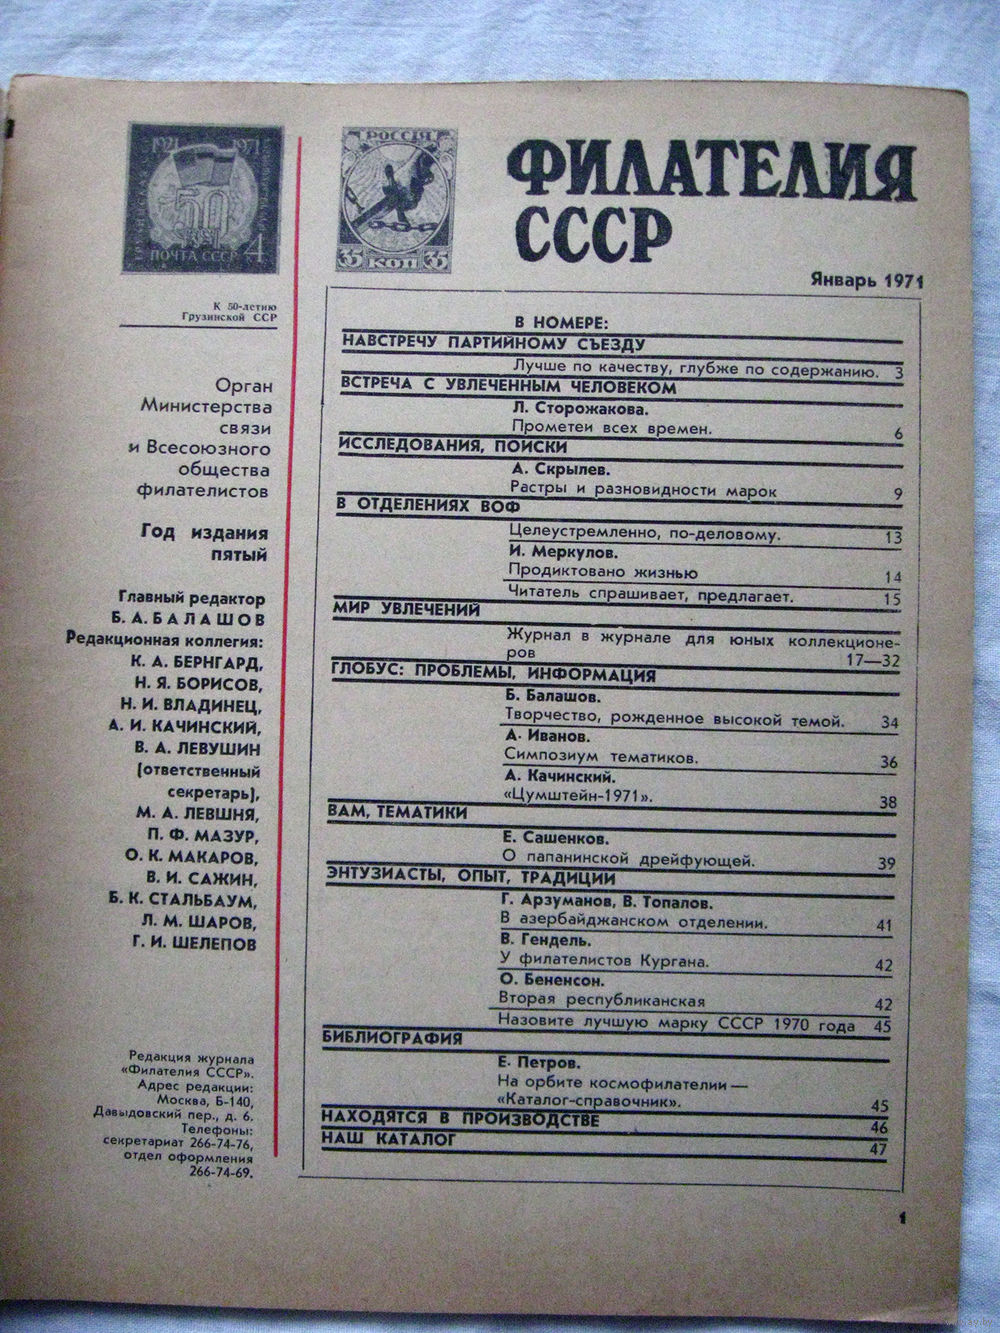 1921 1971
50
ПОЧТА СССР 4
К 50-летию
Грузинской ССР
Орган
Министерства
связи
и Всесоюзного
общества
филателистов
Год издания
пятый
Главный редактор
Б. А. БАЛАШОВ
Редакционная коллегия:
К. А. БЕРНГАРД,
Н. Я. БОРИСОВ,
Н. И. ВЛАДИНЕЦ,
А. И. КАЧИНСКИЙ,
В. А. ЛЕВУШИН
(ответственный
секретарь),
М. А. ЛЕВШНЯ,
П. Ф. МАЗУР,
О. К. МАКАРОВ,
В. И. САЖИН,
Б. К. СТАЛЬБАУМ,
Л. М. ШАРОВ,
Г. И. ШЕЛЕПОВ
Редакция журнала
«Филателия СССР».
Адрес редакции:
Москва, Б-140,
Давыдовский пер., д. 6.
Телефоны:
секретариат 266-74-76,
отдел оформления
266-74-69.
РОССІЯ
35 КОП 35
ФИЛАТЕЛИЯ
СССР
Январь 1971
В НОМЕРЕ:
НАВСТРЕЧУ ПАРТИЙНОМУ СЪЕЗДУ
Лучше по качеству, глубже по содержанию. 3
ВСТРЕЧА С УВЛЕЧЕННЫМ ЧЕЛОВЕКОМ
Л. Сторожакова.
Прометеи всех времен. 6
ИССЛЕДОВАНИЯ, ПОИСКИ
А. Скрылев.
Растры и разновидности марок 9
В ОТДЕЛЕНИЯХ ВОФ
Целеустремленно, по-деловому. 13
И. Меркулов.
Продиктовано жизнью 14
Читатель спрашивает, предлагает. 15
МИР УВЛЕЧЕНИЙ
Журнал в журнале для юных коллекционе-
ров 17—32
ГЛОБУС: ПРОБЛЕМЫ, ИНФОРМАЦИЯ
Б. Балашов.
Творчество, рожденное высокой темой. 34
А. Иванов.
Симпозиум тематиков. 36
А. Качинский.
«Цумштейн-1971». 38
ВАМ, ТЕМАТИКИ
Е. Сашенков.
О папанинской дрейфующей. 39
ЭНТУЗИАСТЫ, ОПЫТ, ТРАДИЦИИ
Г. Арзуманов, В. Топалов.
В азербайджанском отделении. 41
В. Гендель.
У филателистов Кургана. 42
О. Бененсон.
Вторая республиканская 42
Назовите лучшую марку СССР 1970 года 45
БИБЛИОГРАФИЯ
Е. Петров.
На орбите космофилателии —
«Каталог-справочник». 45
НАХОДЯТСЯ В ПРОИЗВОДСТВЕ 46
НАШ КАТАЛОГ 47
1